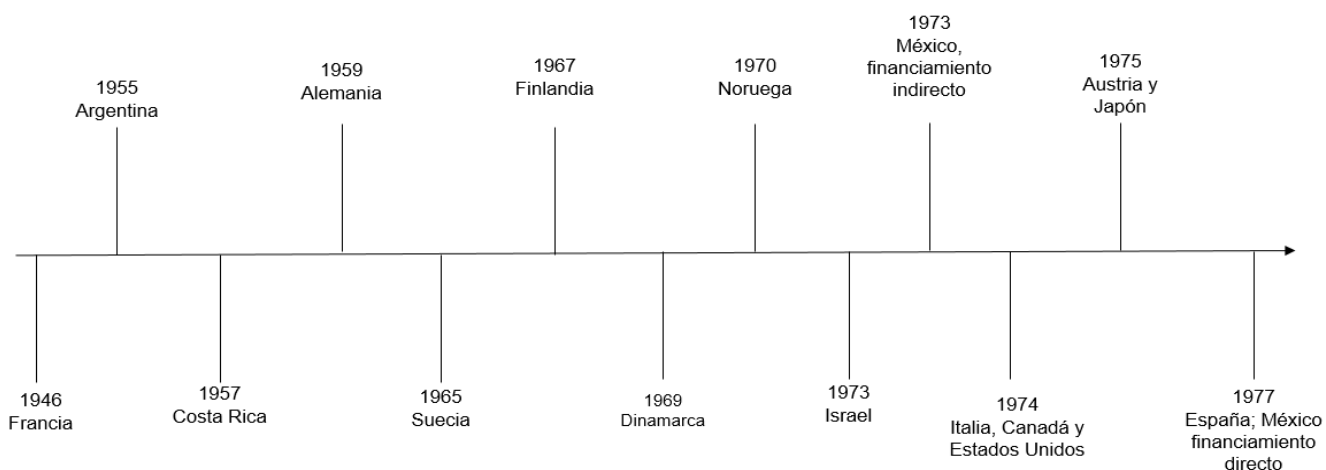 1946
Francia
1955
Argentina
1957
Costa Rica
1959
Alemania
1965
Suecia
1967
Finlandia
1969
Dinamarca
1970
Noruega
1973
Israel
1973
México,
financiamiento
indirecto
1974
Italia, Canadá y
Estados Unidos
1975
Austria y
Japón
1977
España; México
financiamiento
directo